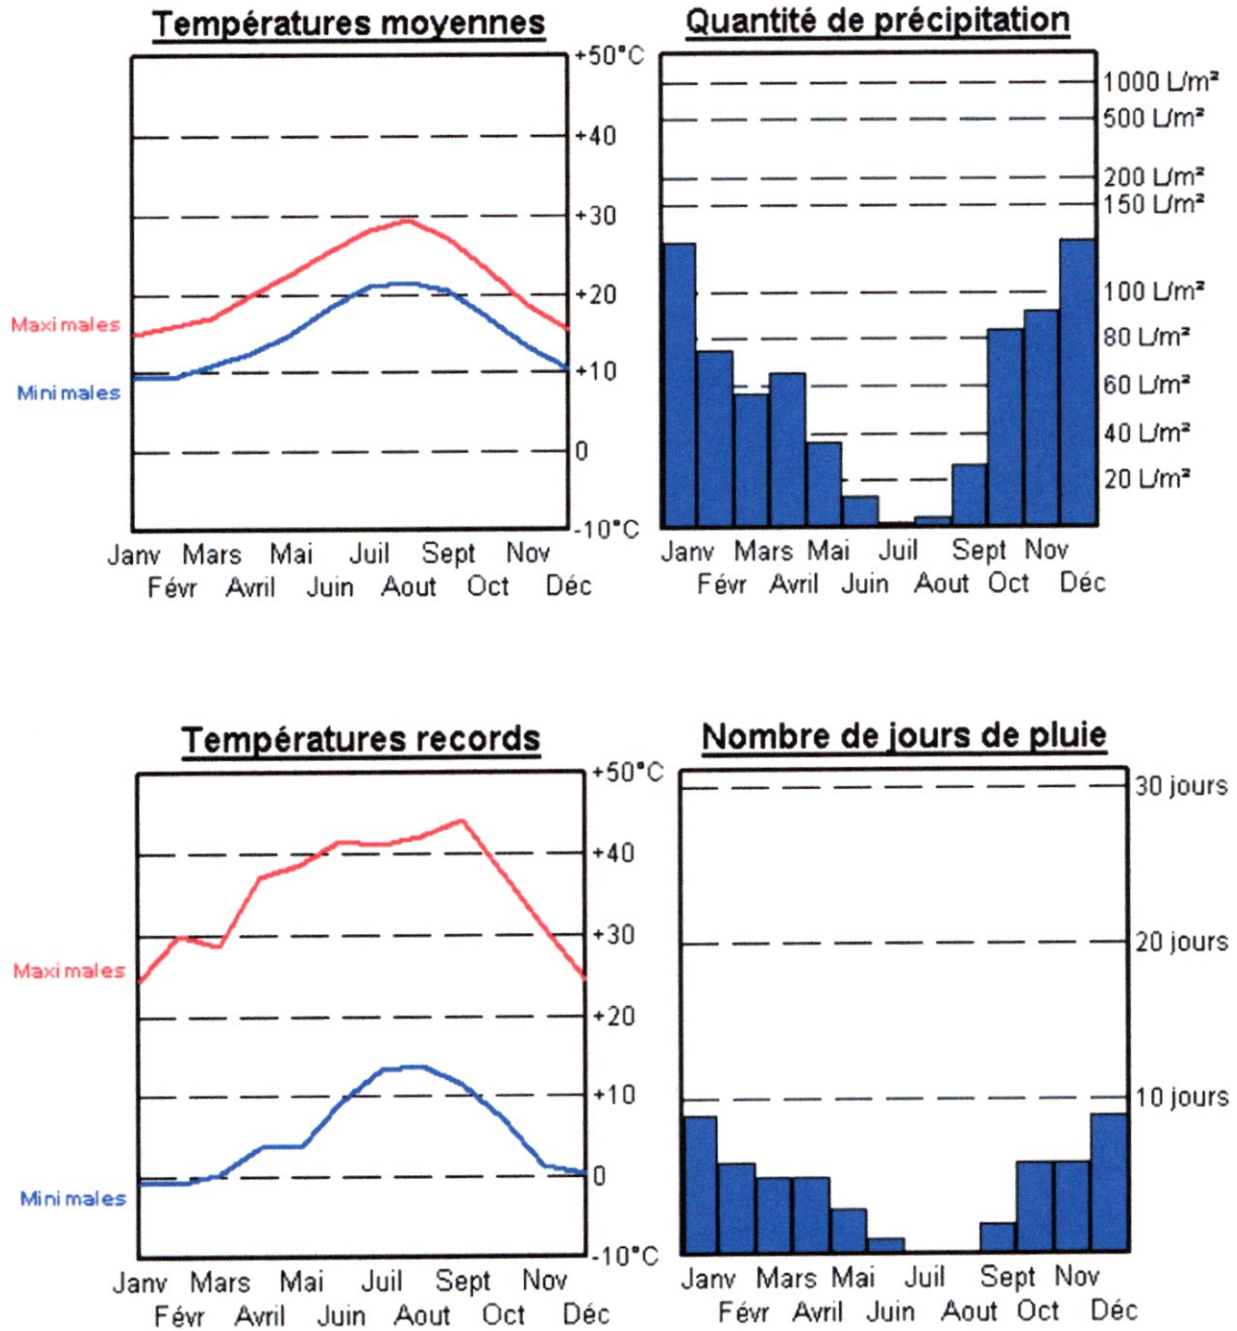 Températures moyennes
+50°C
+40
+30
+20
+10
0
-10°C
Maximales
Minimales
Janv Mars Mai Juil Sept Nov
Févr Avril Juin Aout Oct Déc
Quantité de précipitation
1000 L/m²
500 L/m²
200 L/m²
150 L/m²
100 L/m²
80 L/m²
60 L/m²
40 L/m²
20 L/m²
Janv Mars Mai Juil Sept Nov
Févr Avril Juin Aout Oct Déc
Températures records
+50°C
+40
+30
+20
+10
0
-10°C
Maximales
Minimales
Janv Mars Mai Juil Sept Nov
Févr Avril Juin Aout Oct Déc
Nombre de jours de pluie
30 jours
20 jours
10 jours
Janv Mars Mai Juil Sept Nov
Févr Avril Juin Aout Oct Déc